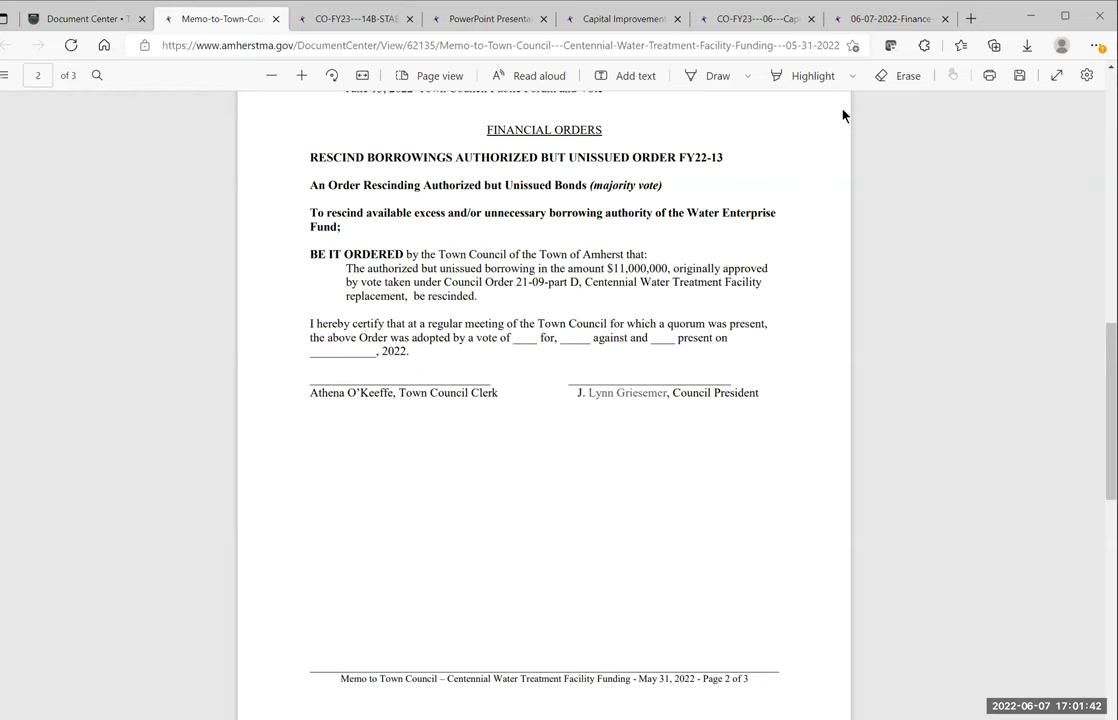 Document Center • T
Memo-to-Town-Cou
CO-FY23---14B-STAB
PowerPoint Presenta
Capital Improvement
CO-FY23---06---Cap
06-07-2022-Finance-
https://www.amherstma.gov/DocumentCenter/View/62135/Memo-to-Town-Council---Centennial-Water-Treatment-Facility-Funding---05-31-2022
2 of 3
Page view
Read aloud
Add text
Draw
Highlight
Erase
FINANCIAL ORDERS
RESCIND BORROWINGS AUTHORIZED BUT UNISSUED ORDER FY22-13
An Order Rescinding Authorized but Unissued Bonds (majority vote)
To rescind available excess and/or unnecessary borrowing authority of the Water Enterprise
Fund;
BE IT ORDERED by the Town Council of the Town of Amherst that:
The authorized but unissued borrowing in the amount $11,000,000, originally approved
by vote taken under Council Order 21-09-part D, Centennial Water Treatment Facility
replacement, be rescinded.
I hereby certify that at a regular meeting of the Town Council for which a quorum was present,
the above Order was adopted by a vote of ____ for, _____ against and ____ present on
___________, 2022.
Athena O’Keeffe, Town Council Clerk
J. Lynn Griesemer, Council President
Memo to Town Council – Centennial Water Treatment Facility Funding - May 31, 2022 - Page 2 of 3
2022-06-07 17:01:42